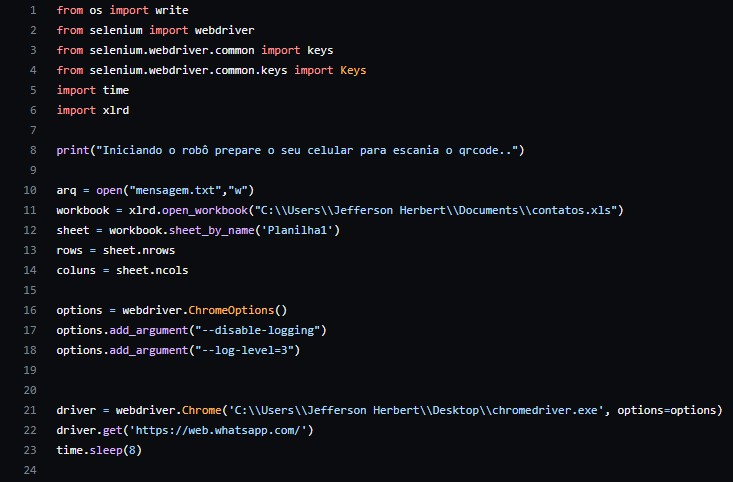 1 from os import write
2 from selenium import webdriver
3 from selenium.webdriver.common import keys
4 from selenium.webdriver.common.keys import Keys
5 import time
6 import xlrd
7
8 print("Iniciando o robô prepare o seu celular para escania o qrcode..")
9
10 arq = open("mensagem.txt","w")
11 workbook = xlrd.open_workbook("C:\\Users\\Jefferson Herbert\\Documents\\contatos.xls")
12 sheet = workbook.sheet_by_name('Planilha1')
13 rows = sheet.nrows
14 coluns = sheet.ncols
15
16 options = webdriver.ChromeOptions()
17 options.add_argument("--disable-logging")
18 options.add_argument("--log-level=3")
19
20
21 driver = webdriver.Chrome('C:\\Users\\Jefferson Herbert\\Desktop\\chromedriver.exe', options=options)
22 driver.get('https://web.whatsapp.com/')
23 time.sleep(8)
24